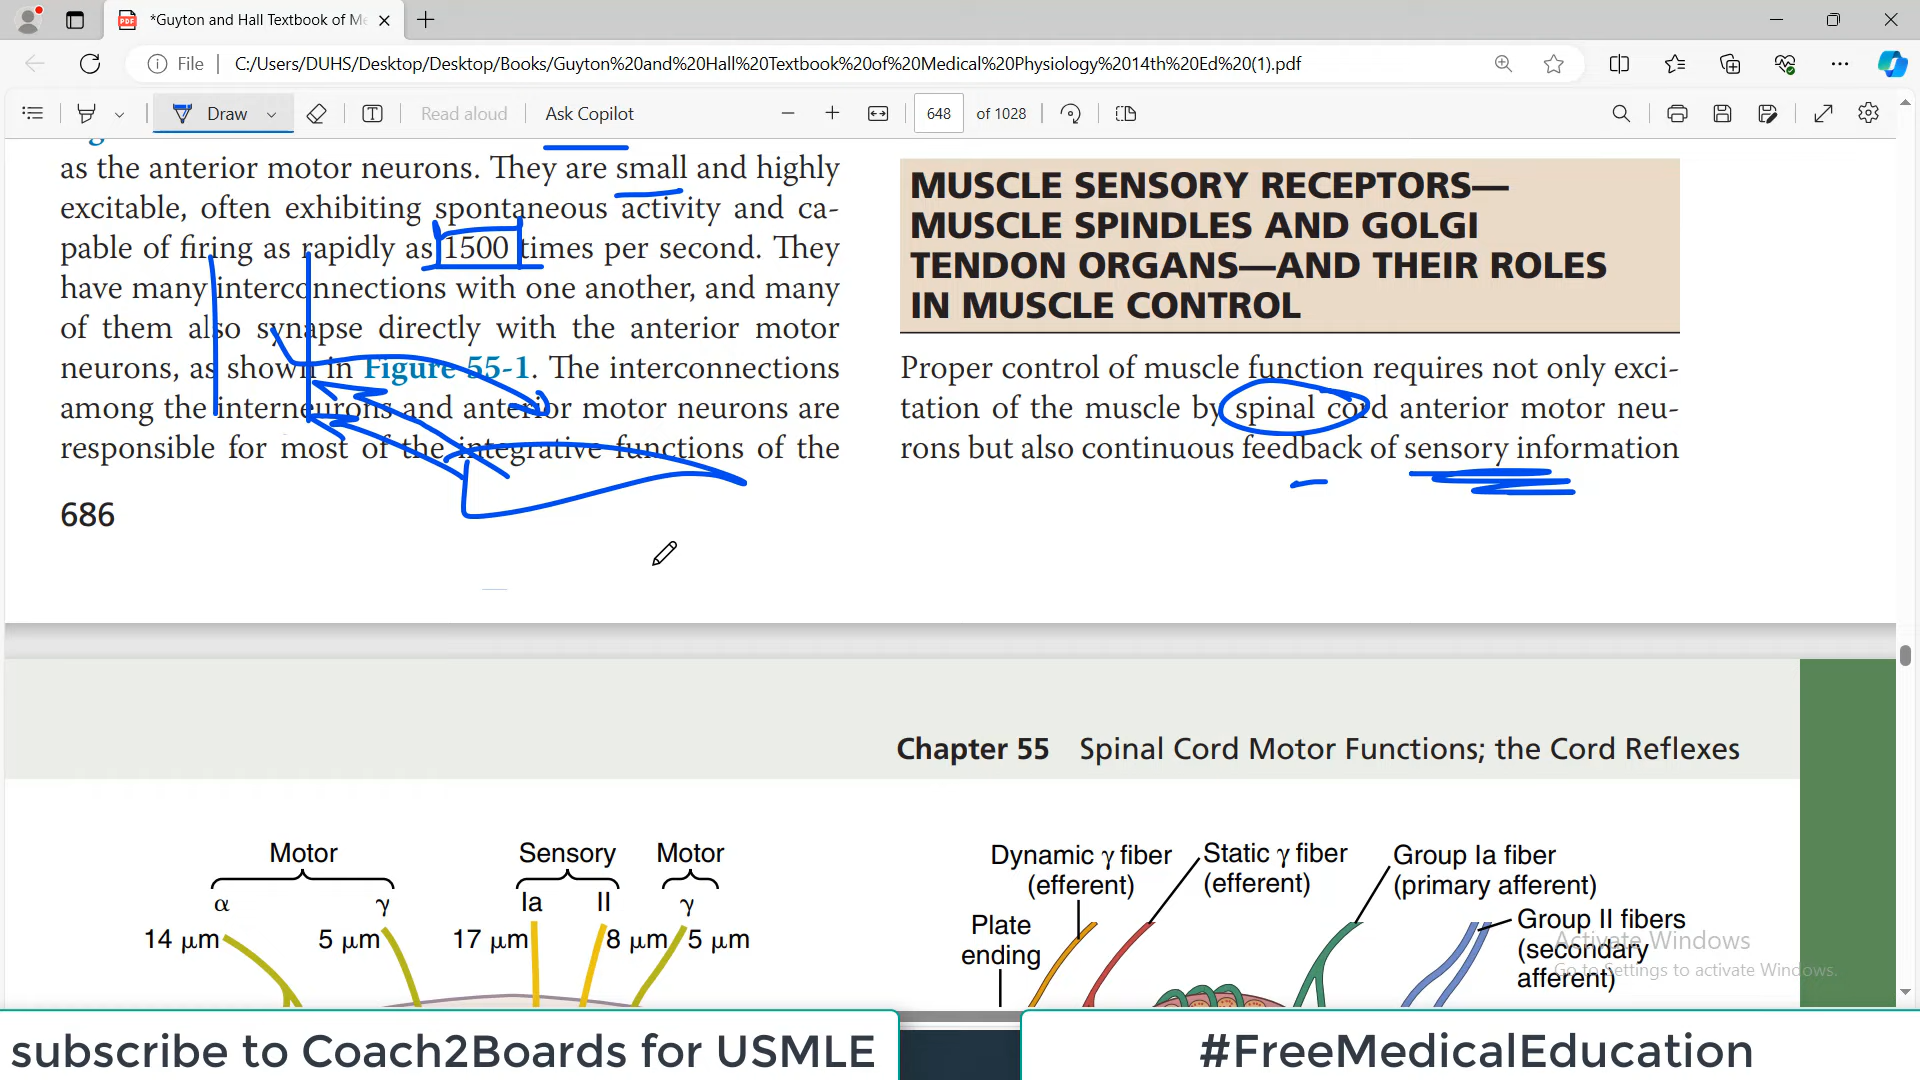 *Guyton and Hall Textbook of Me
File
C:/Users/DUHS/Desktop/Desktop/Books/Guyton%20and%20Hall%20Textbook%20of%20Medical%20Physiology%2014th%20Ed%20(1).pdf
Draw
Read aloud
Ask Copilot
648
of 1028
as the anterior motor neurons. They are small and highly
excitable, often exhibiting spontaneous activity and ca-
pable of firing as rapidly as 1500 times per second. They
have many interconnections with one another, and many
of them also synapse directly with the anterior motor
neurons, as shown in Figure 55-1. The interconnections
among the interneurons and anterior motor neurons are
responsible for most of the integrative functions of the
686
MUSCLE SENSORY RECEPTORS—
MUSCLE SPINDLES AND GOLGI
TENDON ORGANS—AND THEIR ROLES
IN MUSCLE CONTROL
Proper control of muscle function requires not only exci-
tation of the muscle by spinal cord anterior motor neu-
rons but also continuous feedback of sensory information
Chapter 55 Spinal Cord Motor Functions; the Cord Reflexes
Motor
Sensory
Motor
α
γ
Ia
II
γ
14 μm
5 μm
17 μm
8 μm
5 μm
Dynamic γ fiber
(efferent)
Static γ fiber
(efferent)
Group Ia fiber
(primary afferent)
Plate
ending
Group II fibers
(secondary
afferent)
Activate Windows
Go to Settings to activate Windows.
subscribe to Coach2Boards for USMLE
#FreeMedicalEducation